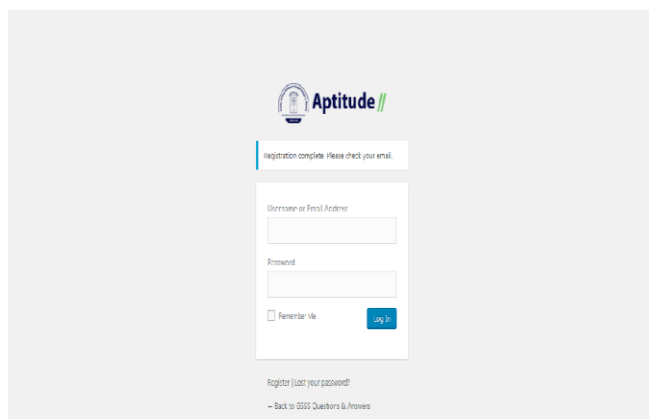 Aptitude //
Registration complete. Please check your email.
Username or Email Address
Password
Remember Me
Log In
Register | Lost your password?
← Back to GSSS Questions & Answers